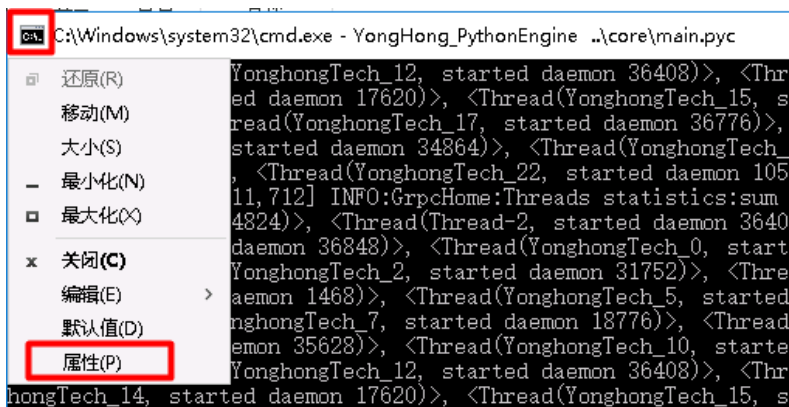 C:\Windows\system32\cmd.exe - YongHong_PythonEngine ..\core\main.pyc
还原(R)
移动(M)
大小(S)
最小化(N)
最大化(X)
关闭(C)
编辑(E)
默认值(D)
属性(P)
YonghongTech_12, started daemon 36408)>, <Thr
ed daemon 17620)>, <Thread(YonghongTech_15, s
read(YonghongTech_17, started daemon 36776)>,
started daemon 34864)>, <Thread(YonghongTech_
, <Thread(YonghongTech_22, started daemon 105
11,712] INFO:GrpcHome:Threads statistics:sum
4824)>, <Thread(Thread-2, started daemon 3640
daemon 36848)>, <Thread(YonghongTech_0, start
YonghongTech_2, started daemon 31752)>, <Thre
aemon 1468)>, <Thread(YonghongTech_5, started
nghongTech_7, started daemon 18776)>, <Thread
emon 35628)>, <Thread(YonghongTech_10, starte
YonghongTech_12, started daemon 36408)>, <Thr
hongTech_14, started daemon 17620)>, <Thread(YonghongTech_15, s